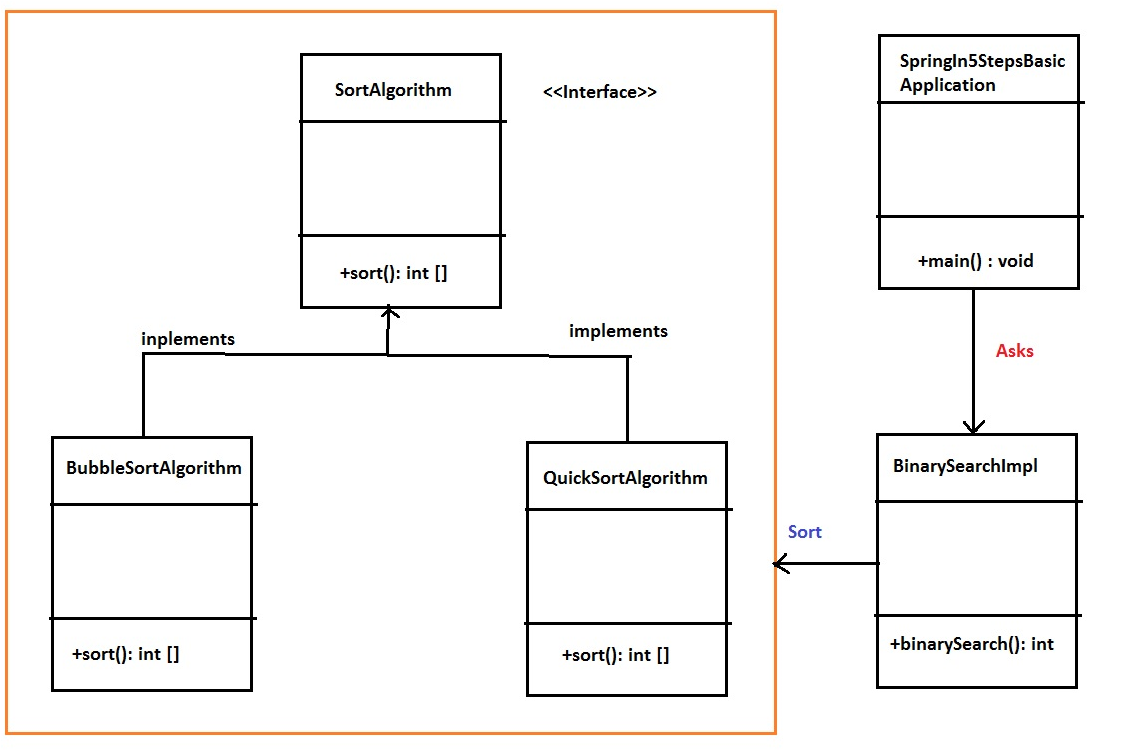 SortAlgorithm
<<Interface>>
+sort(): int []
inplements
implements
BubbleSortAlgorithm
+sort(): int []
QuickSortAlgorithm
+sort(): int []
SpringIn5StepsBasic
Application
+main() : void
Asks
BinarySearchImpl
Sort
+binarySearch(): int